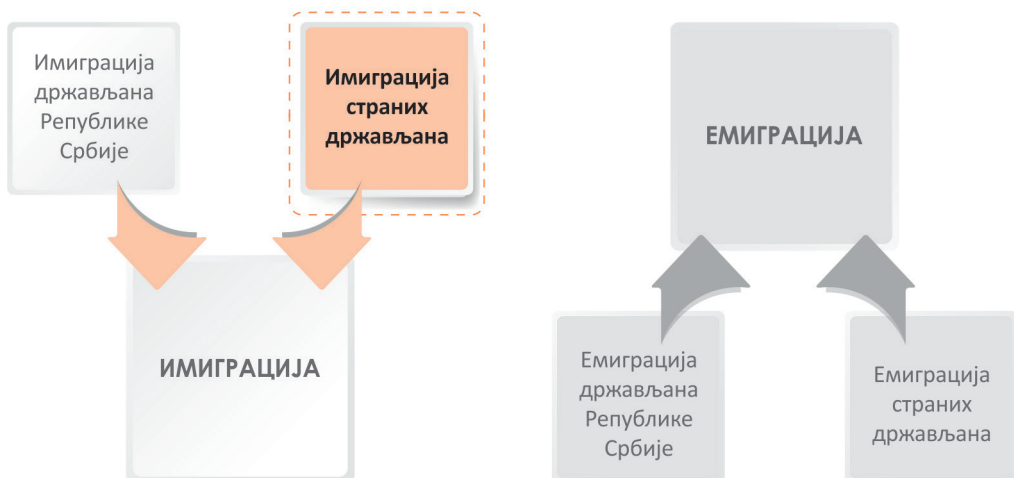 Имиграција
држављана
Републике
Србије
Имиграција
страних
држављана
ИМИГРАЦИЈА
ЕМИГРАЦИЈА
Емиграција
држављана
Републике
Србије
Емиграција
страних
држављана